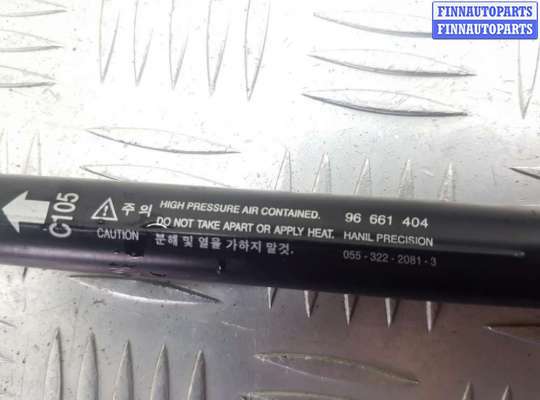 FINNAUTOPARTS
FINNAUTOPARTS
C105
주의
CAUTION
HIGH PRESSURE AIR CONTAINED.
DO NOT TAKE APART OR APPLY HEAT.
분해 및 열을 가하지 말것.
96 661 404
HANIL PRECISION
055 - 322 - 2081 - 3